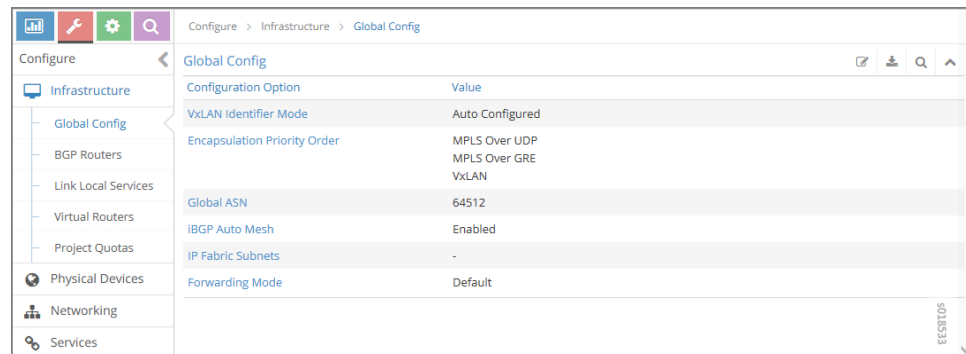 Configure > Infrastructure > Global Config
Configure
Infrastructure
Global Config
BGP Routers
Link Local Services
Virtual Routers
Project Quotas
Physical Devices
Networking
Services
Global Config
Configuration Option Value
VxLAN Identifier Mode Auto Configured
Encapsulation Priority Order MPLS Over UDP
MPLS Over GRE
VxLAN
Global ASN 64512
iBGP Auto Mesh Enabled
IP Fabric Subnets -
Forwarding Mode Default
s018533